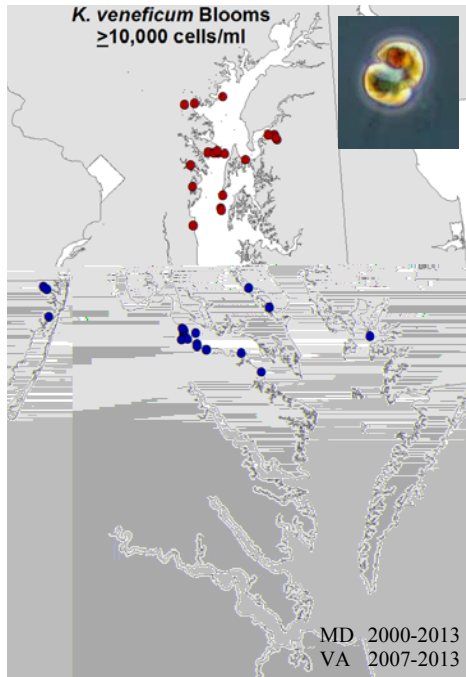 K. veneficum Blooms
≥10,000 cells/ml
MD 2000-2013
VA 2007-2013